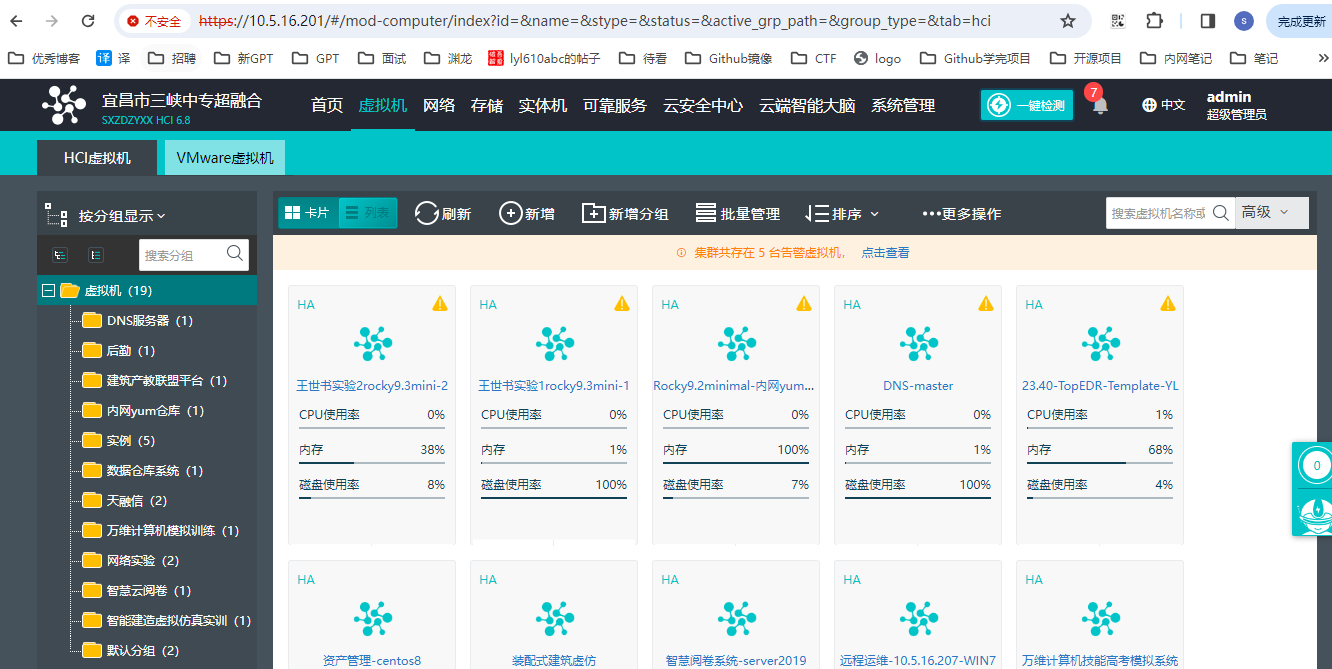 不安全 https://10.5.16.201/#/mod-computer/index?id=&name=&stype=&status=&active_grp_path=&group_type=&tab=hci S 完成更新
优秀博客 译 译 招聘 新GPT GPT 面试 渊龙 lyl610abc的帖子 待看 Github镜像 CTF logo Github学完项目 开源项目 内网笔记 笔记 »
宜昌市三峡中专超融合
SXZDZYXX HCI 6.8
首页 虚拟机 网络 存储 实体机 可靠服务 云安全中心 云端智能大脑 系统管理 一键检测 7 中文
admin
超级管理员
HCI虚拟机 VMware虚拟机
按分组显示
卡片 列表 刷新 新增 新增分组 批量管理 排序 更多操作 搜索虚拟机名称或 高级
搜索分组
集群共存在 5 台告警虚拟机, 点击查看
虚拟机 (19)
DNS服务器 (1)
后勤 (1)
建筑产教联盟平台 (1)
内网yum仓库 (1)
实例 (5)
数据仓库系统 (1)
天融信 (2)
万维计算机模拟训练 (1)
网络实验 (2)
智慧云阅卷 (1)
智能建造虚拟仿真实训 (1)
默认分组 (2)
HA
王世书实验2rocky9.3mini-2
CPU使用率 0%
内存 38%
磁盘使用率 8%
HA
王世书实验1rocky9.3mini-1
CPU使用率 0%
内存 1%
磁盘使用率 100%
HA
Rocky9.2minimal-内网yum...
CPU使用率 0%
内存 100%
磁盘使用率 7%
HA
DNS-master
CPU使用率 0%
内存 1%
磁盘使用率 100%
HA
23.40-TopEDR-Template-YL
CPU使用率 1%
内存 68%
磁盘使用率 4%
HA
资产管理-centos8
HA
装配式建筑虚仿
HA
智慧阅卷系统-server2019
HA
远程运维-10.5.16.207-WIN7
HA
万维计算机技能高考模拟系统
0